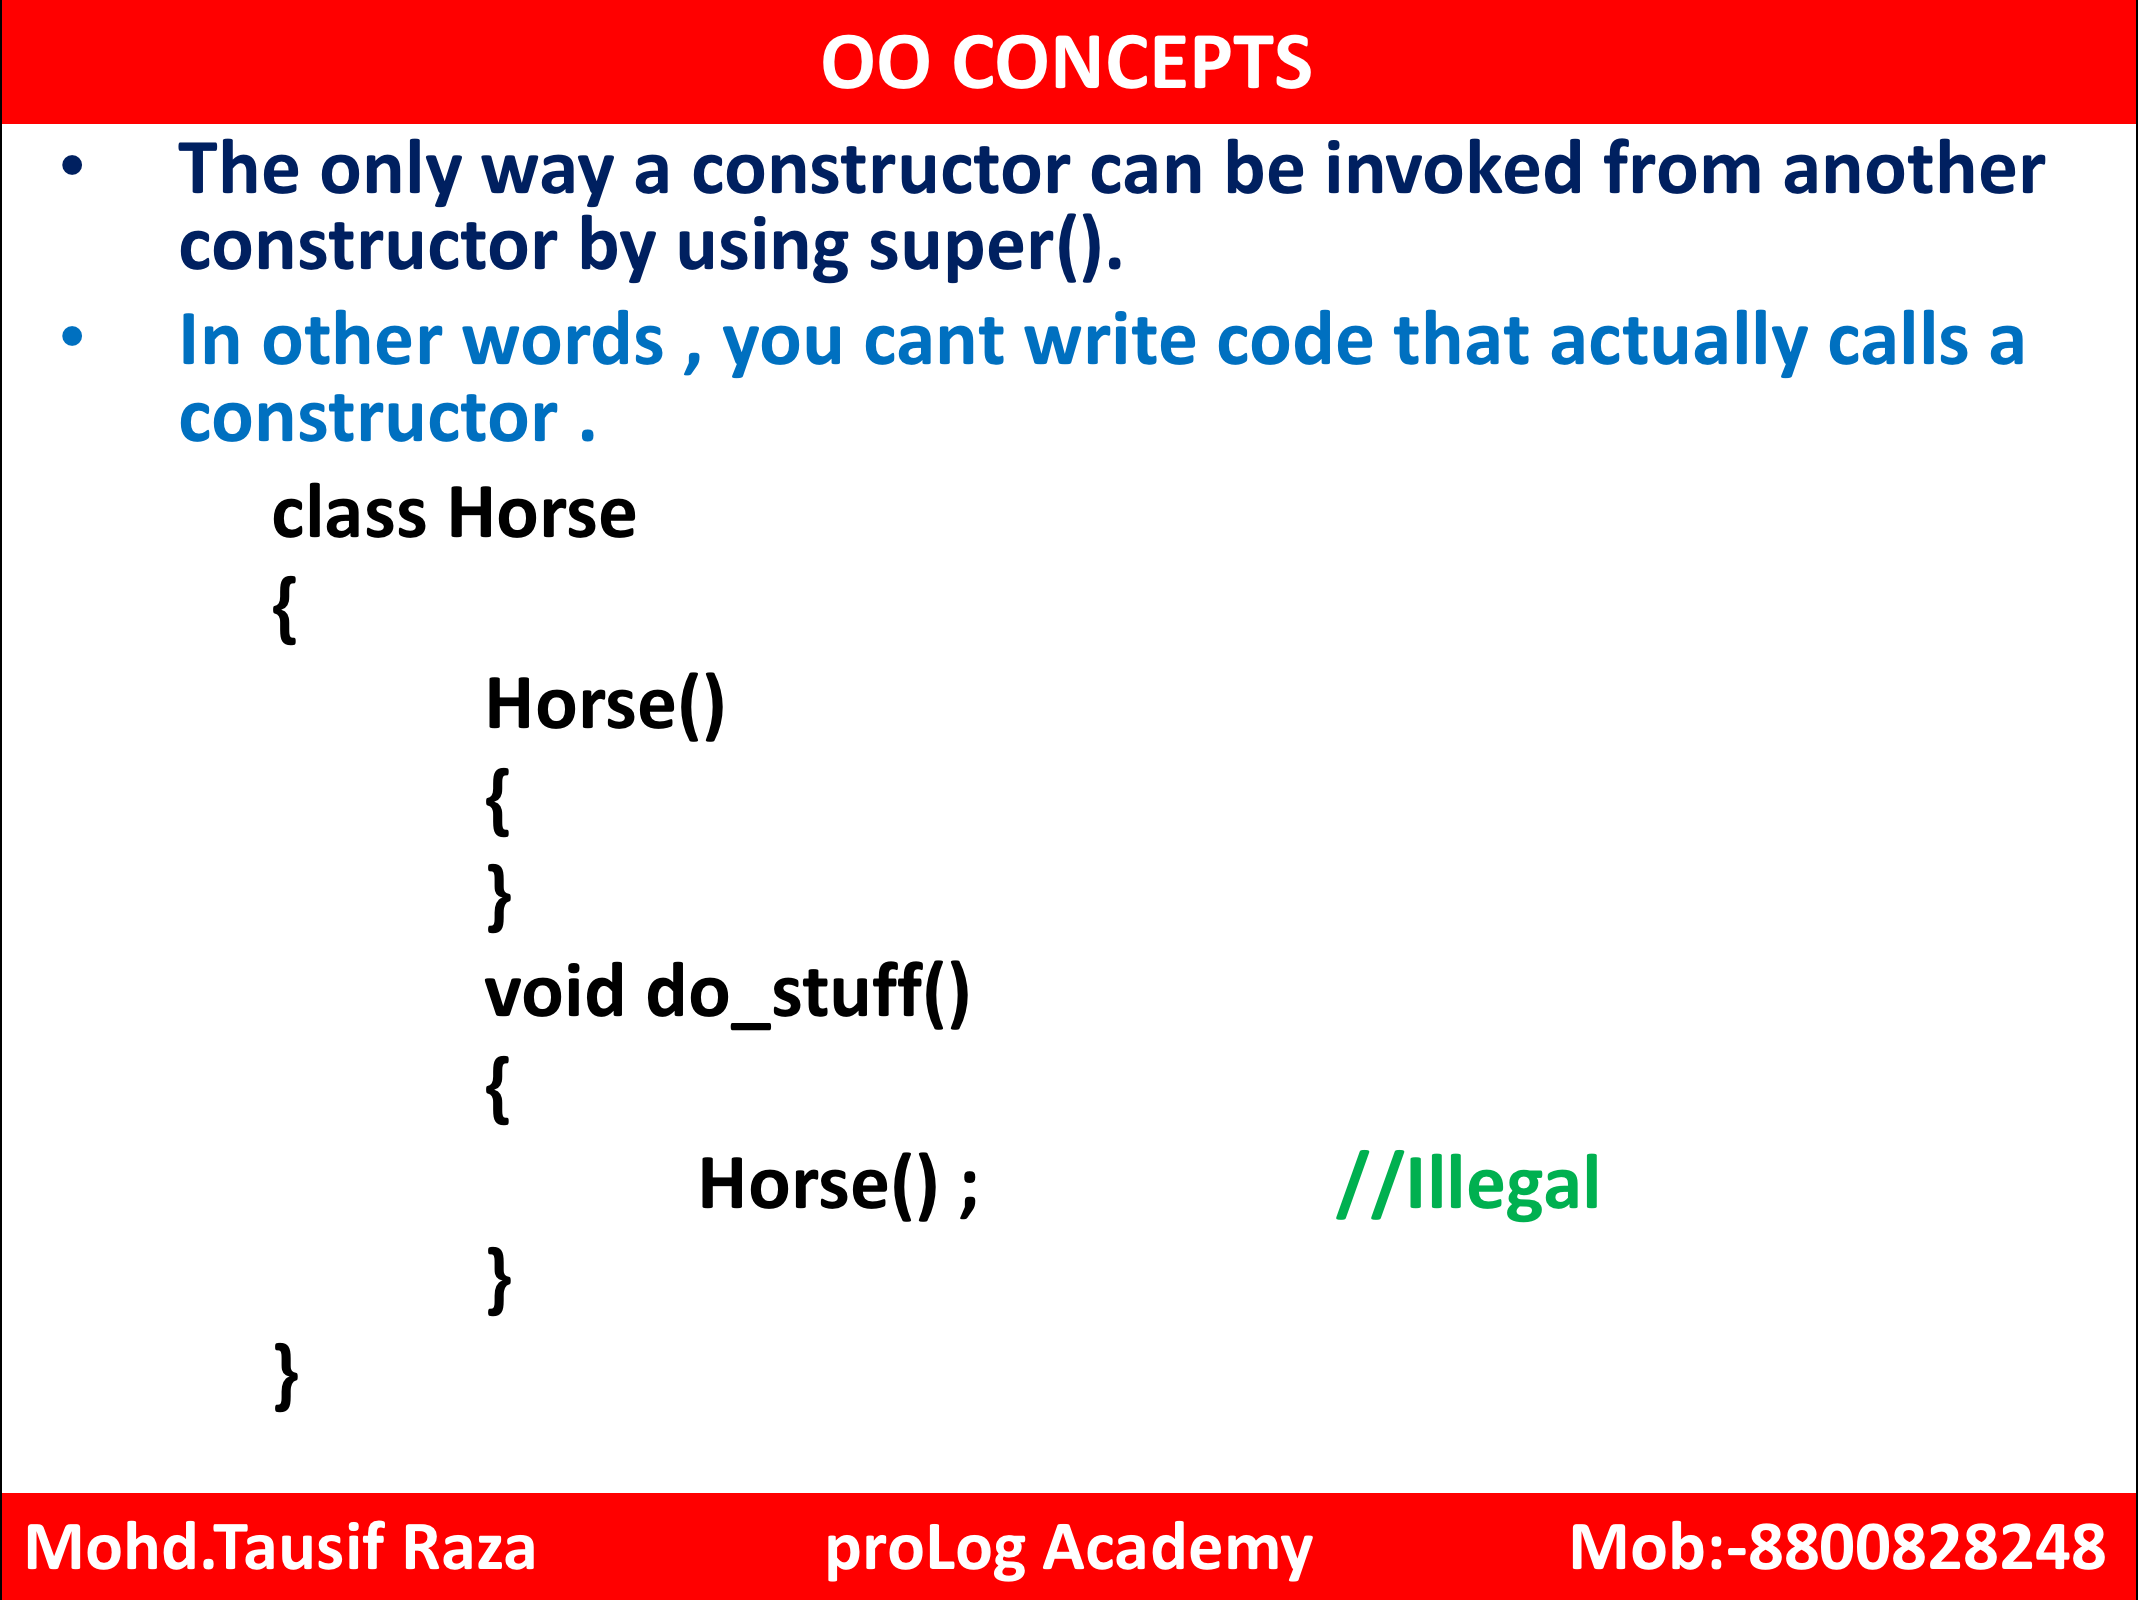 OO CONCEPTS
• The only way a constructor can be invoked from another
constructor by using super().
• In other words , you cant write code that actually calls a
constructor .
class Horse
{
Horse()
{
}
void do_stuff()
{
Horse() ; //Illegal
}
}
Mohd.Tausif Raza proLog Academy Mob:-8800828248